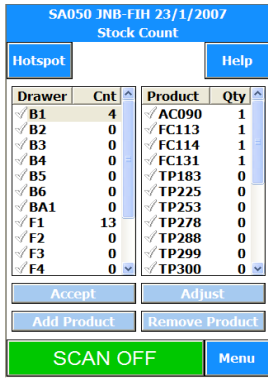 SA050 JNB-FIH 23/1/2007
Stock Count
Hotspot Help
Drawer Cnt Product Qty
B1 4 AC090 1
B2 0 FC113 1
B3 0 FC114 1
B4 0 FC131 1
B5 0 TP183 0
B6 0 TP225 0
BA1 0 TP253 0
F1 13 TP278 0
F2 0 TP288 0
F3 0 TP299 0
F4 0 TP300 0
Accept Adjust
Add Product Remove Product
SCAN OFF Menu